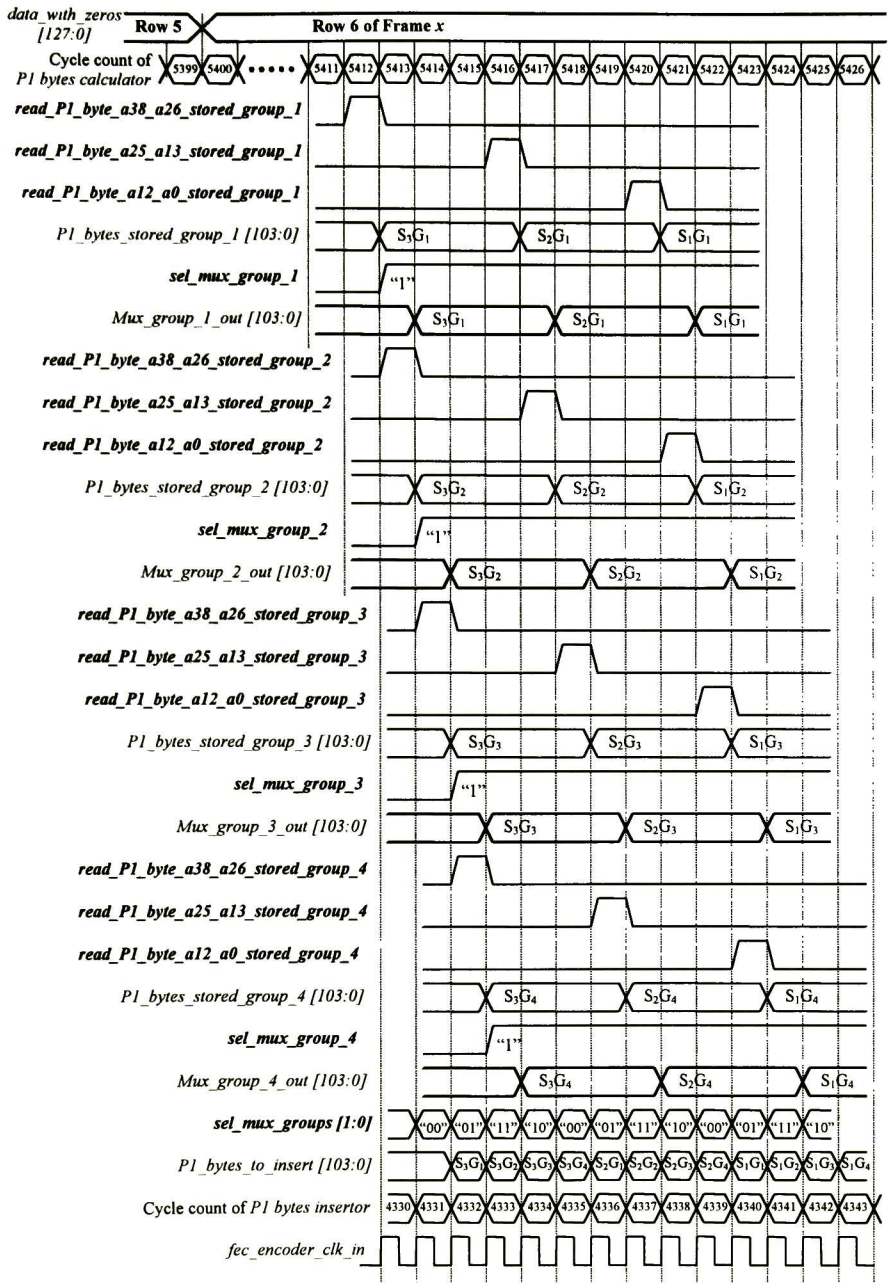 data_with_zeros [127:0] Row 5 Row 6 of Frame x
Cycle count of P1 bytes calculator 5399 5400 ••••• 5411 5412 5413 5414 5415 5416 5417 5418 5419 5420 5421 5422 5423 5424 5425 5426
read_P1_byte_a38_a26_stored_group_1
read_P1_byte_a25_a13_stored_group_1
read_P1_byte_a12_a0_stored_group_1
P1_bytes_stored_group_1 [103:0] S3G1 S2G1 S1G1
sel_mux_group_1 “1”
Mux_group_1_out [103:0] S3G1 S2G1 S1G1
read_P1_byte_a38_a26_stored_group_2
read_P1_byte_a25_a13_stored_group_2
read_P1_byte_a12_a0_stored_group_2
P1_bytes_stored_group_2 [103:0] S3G2 S2G2 S1G2
sel_mux_group_2 “1”
Mux_group_2_out [103:0] S3G2 S2G2 S1G2
read_P1_byte_a38_a26_stored_group_3
read_P1_byte_a25_a13_stored_group_3
read_P1_byte_a12_a0_stored_group_3
P1_bytes_stored_group_3 [103:0] S3G3 S2G3 S1G3
sel_mux_group_3 “1”
Mux_group_3_out [103:0] S3G3 S2G3 S1G3
read_P1_byte_a38_a26_stored_group_4
read_P1_byte_a25_a13_stored_group_4
read_P1_byte_a12_a0_stored_group_4
P1_bytes_stored_group_4 [103:0] S3G4 S2G4 S1G4
sel_mux_group_4 “1”
Mux_group_4_out [103:0] S3G4 S2G4 S1G4
sel_mux_groups [1:0] “00” “01” “11” “10” “00” “01” “11” “10” “00” “01” “11” “10”
P1_bytes_to_insert [103:0] S3G1 S3G2 S3G3 S3G4 S2G1 S2G2 S2G3 S2G4 S1G1 S1G2 S1G3 S1G4
Cycle count of P1 bytes insertor 4330 4331 4332 4333 4334 4335 4336 4337 4338 4339 4340 4341 4342 4343
fec_encoder_clk_in